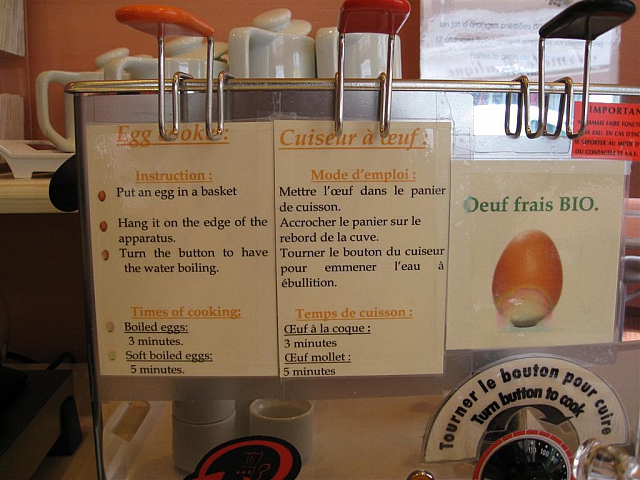 Egg Cooker:
Instruction :
Put an egg in a basket
Hang it on the edge of the
apparatus.
Turn the button to have
the water boiling.
Times of cooking:
Boiled eggs:
3 minutes.
Soft boiled eggs:
5 minutes.
Cuiseur à œuf :
Mode d'emploi :
Mettre l'œuf dans le panier
de cuisson.
Accrocher le panier sur le
rebord de la cuve.
Tourner le bouton du cuiseur
pour emmener l'eau à
ébullition.
Temps de cuisson :
Œuf à la coque :
3 minutes
Œuf mollet :
5 minutes
Oeuf frais BIO.
IMPORTAN
JAMAIS FAIRE FONCT
Tourner le bouton pour cuire
Turn button to cook